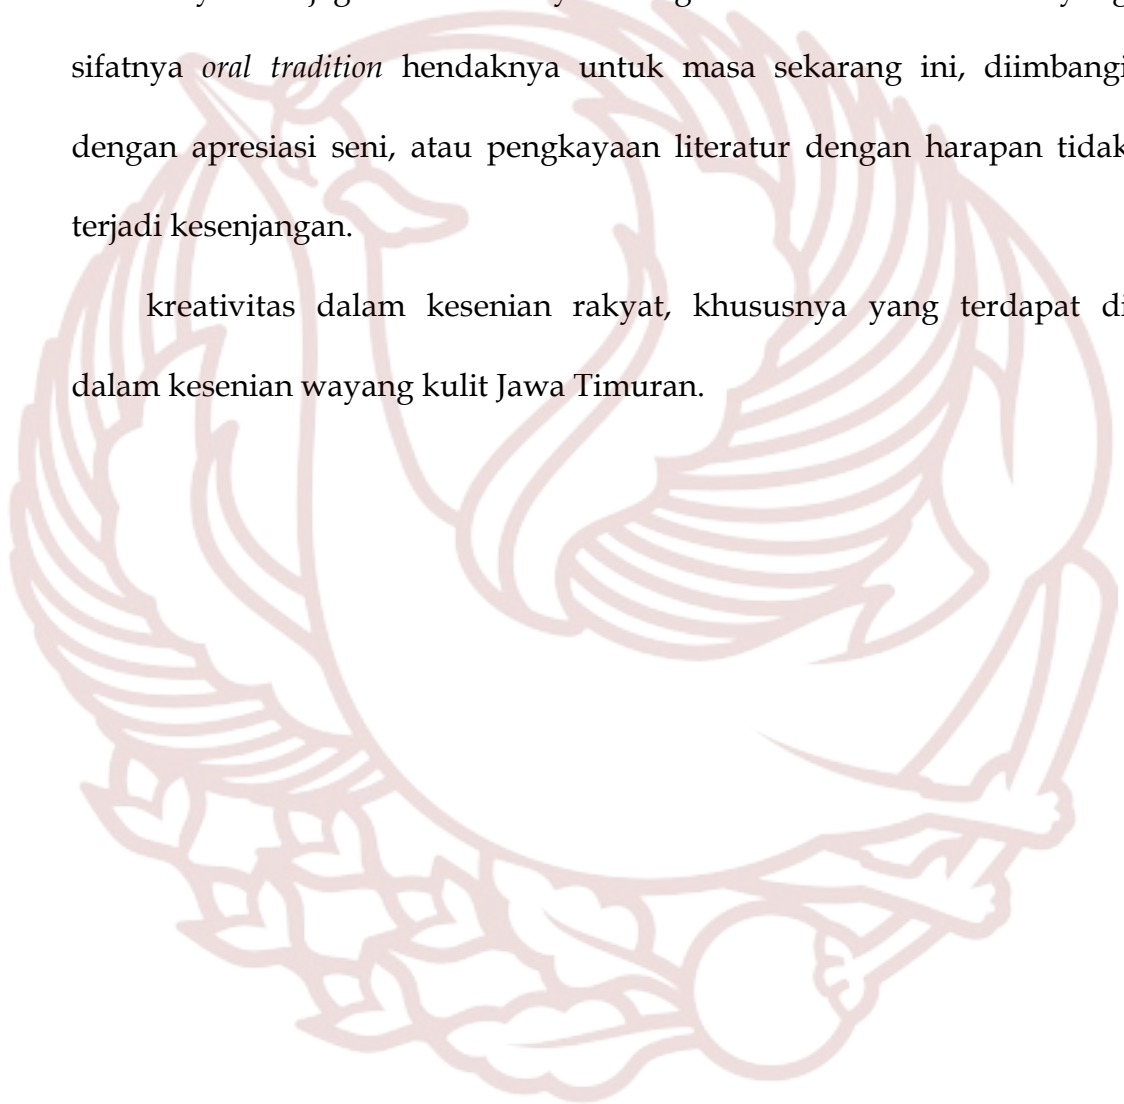 sifatnya oral tradition hendaknya untuk masa sekarang ini, diimbangi
dengan apresiasi seni, atau pengkayaan literatur dengan harapan tidak
terjadi kesenjangan.
kreativitas dalam kesenian rakyat, khususnya yang terdapat di
dalam kesenian wayang kulit Jawa Timuran.